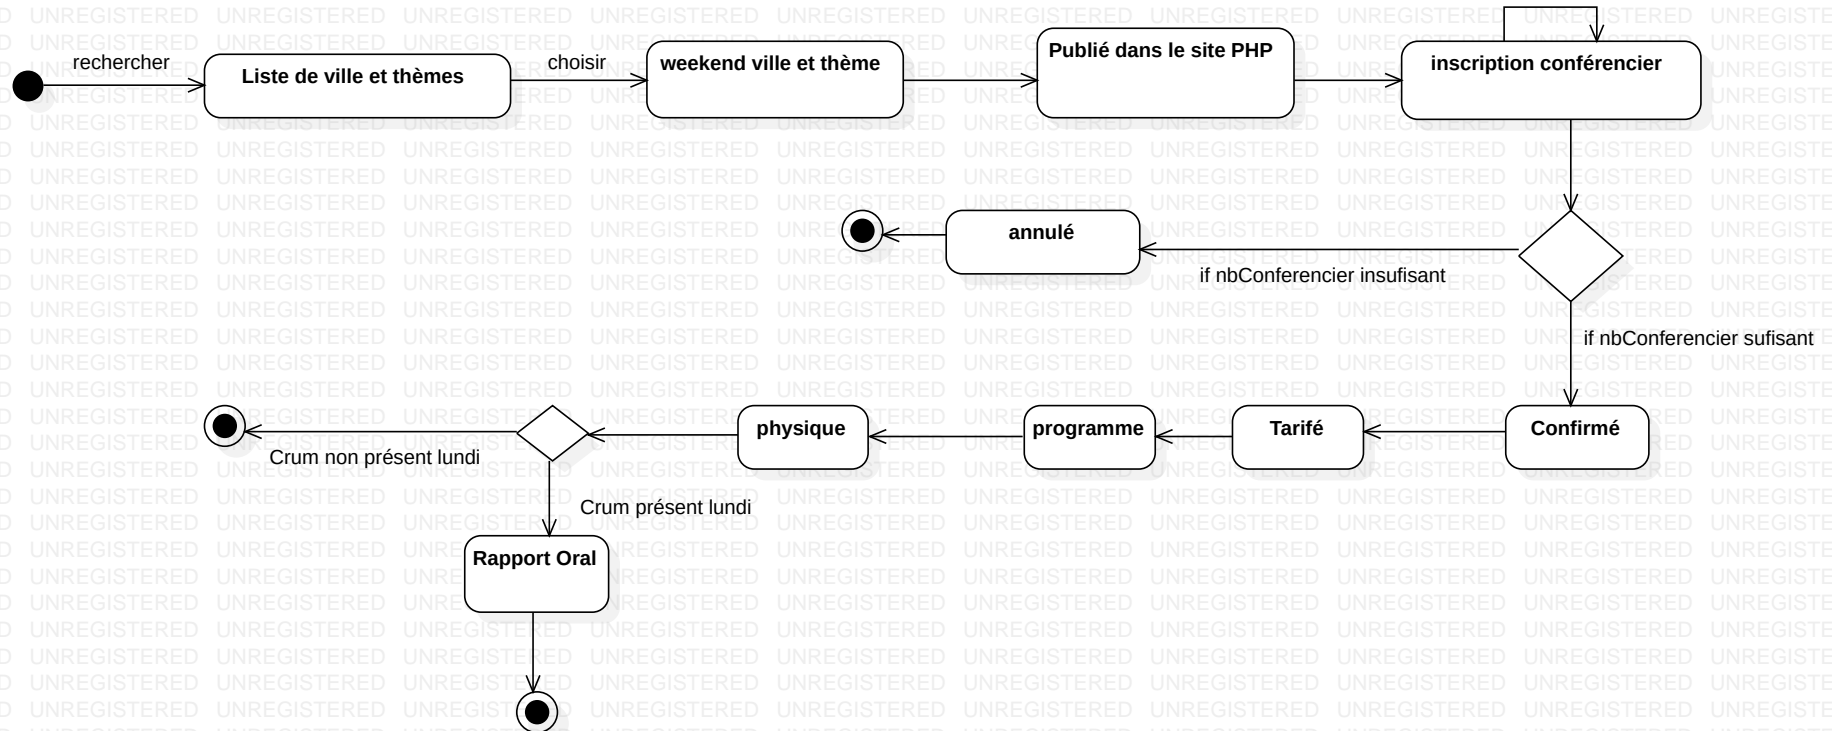 rechercher
Liste de ville et thèmes
choisir
weekend ville et thème
Publié dans le site PHP
inscription conférencier
annulé
if nbConferencier insufisant
if nbConferencier sufisant
Confirmé
Tarifé
programme
physique
Crum non présent lundi
Crum présent lundi
Rapport Oral
UNREGISTERED